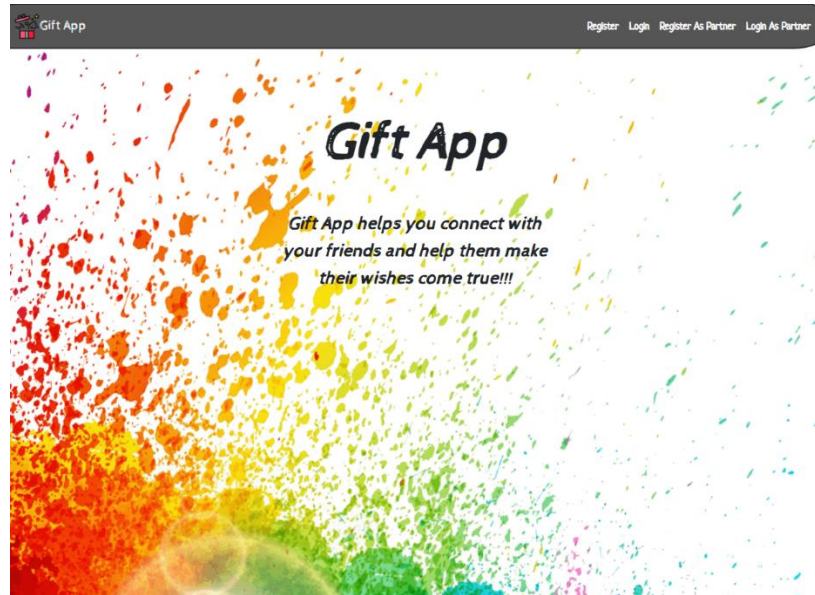 Gift App
Register Login Register As Partner Login As Partner
Gift App
Gift App helps you connect with
your friends and help them make
their wishes come true!!!